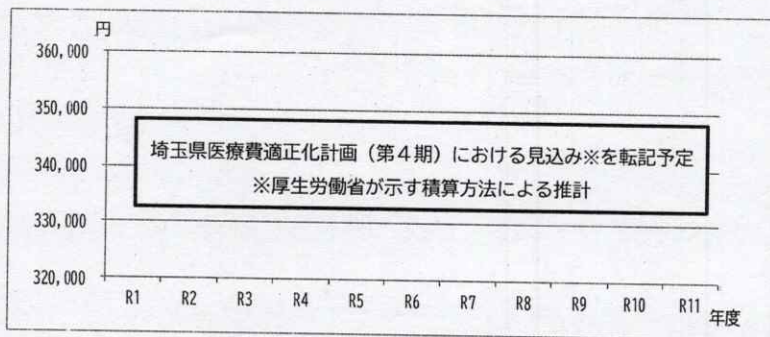 円
360,000
350,000
340,000
330,000
320,000
埼玉県医療費適正化計画（第４期）における見込み※を転記予定
※厚生労働省が示す積算方法による推計
R1 R2 R3 R4 R5 R6 R7 R8 R9 R10 R11
年度